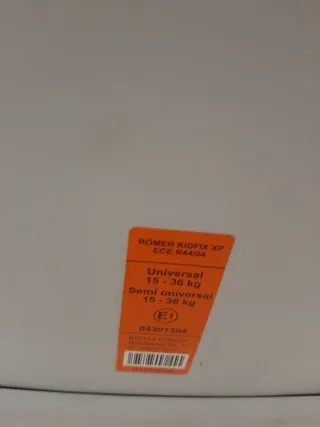 RÖMER KIDFIX XP
ECE R44/04
Universal
15 - 36 kg
Semi universal
15 - 36 kg
E1
04301304